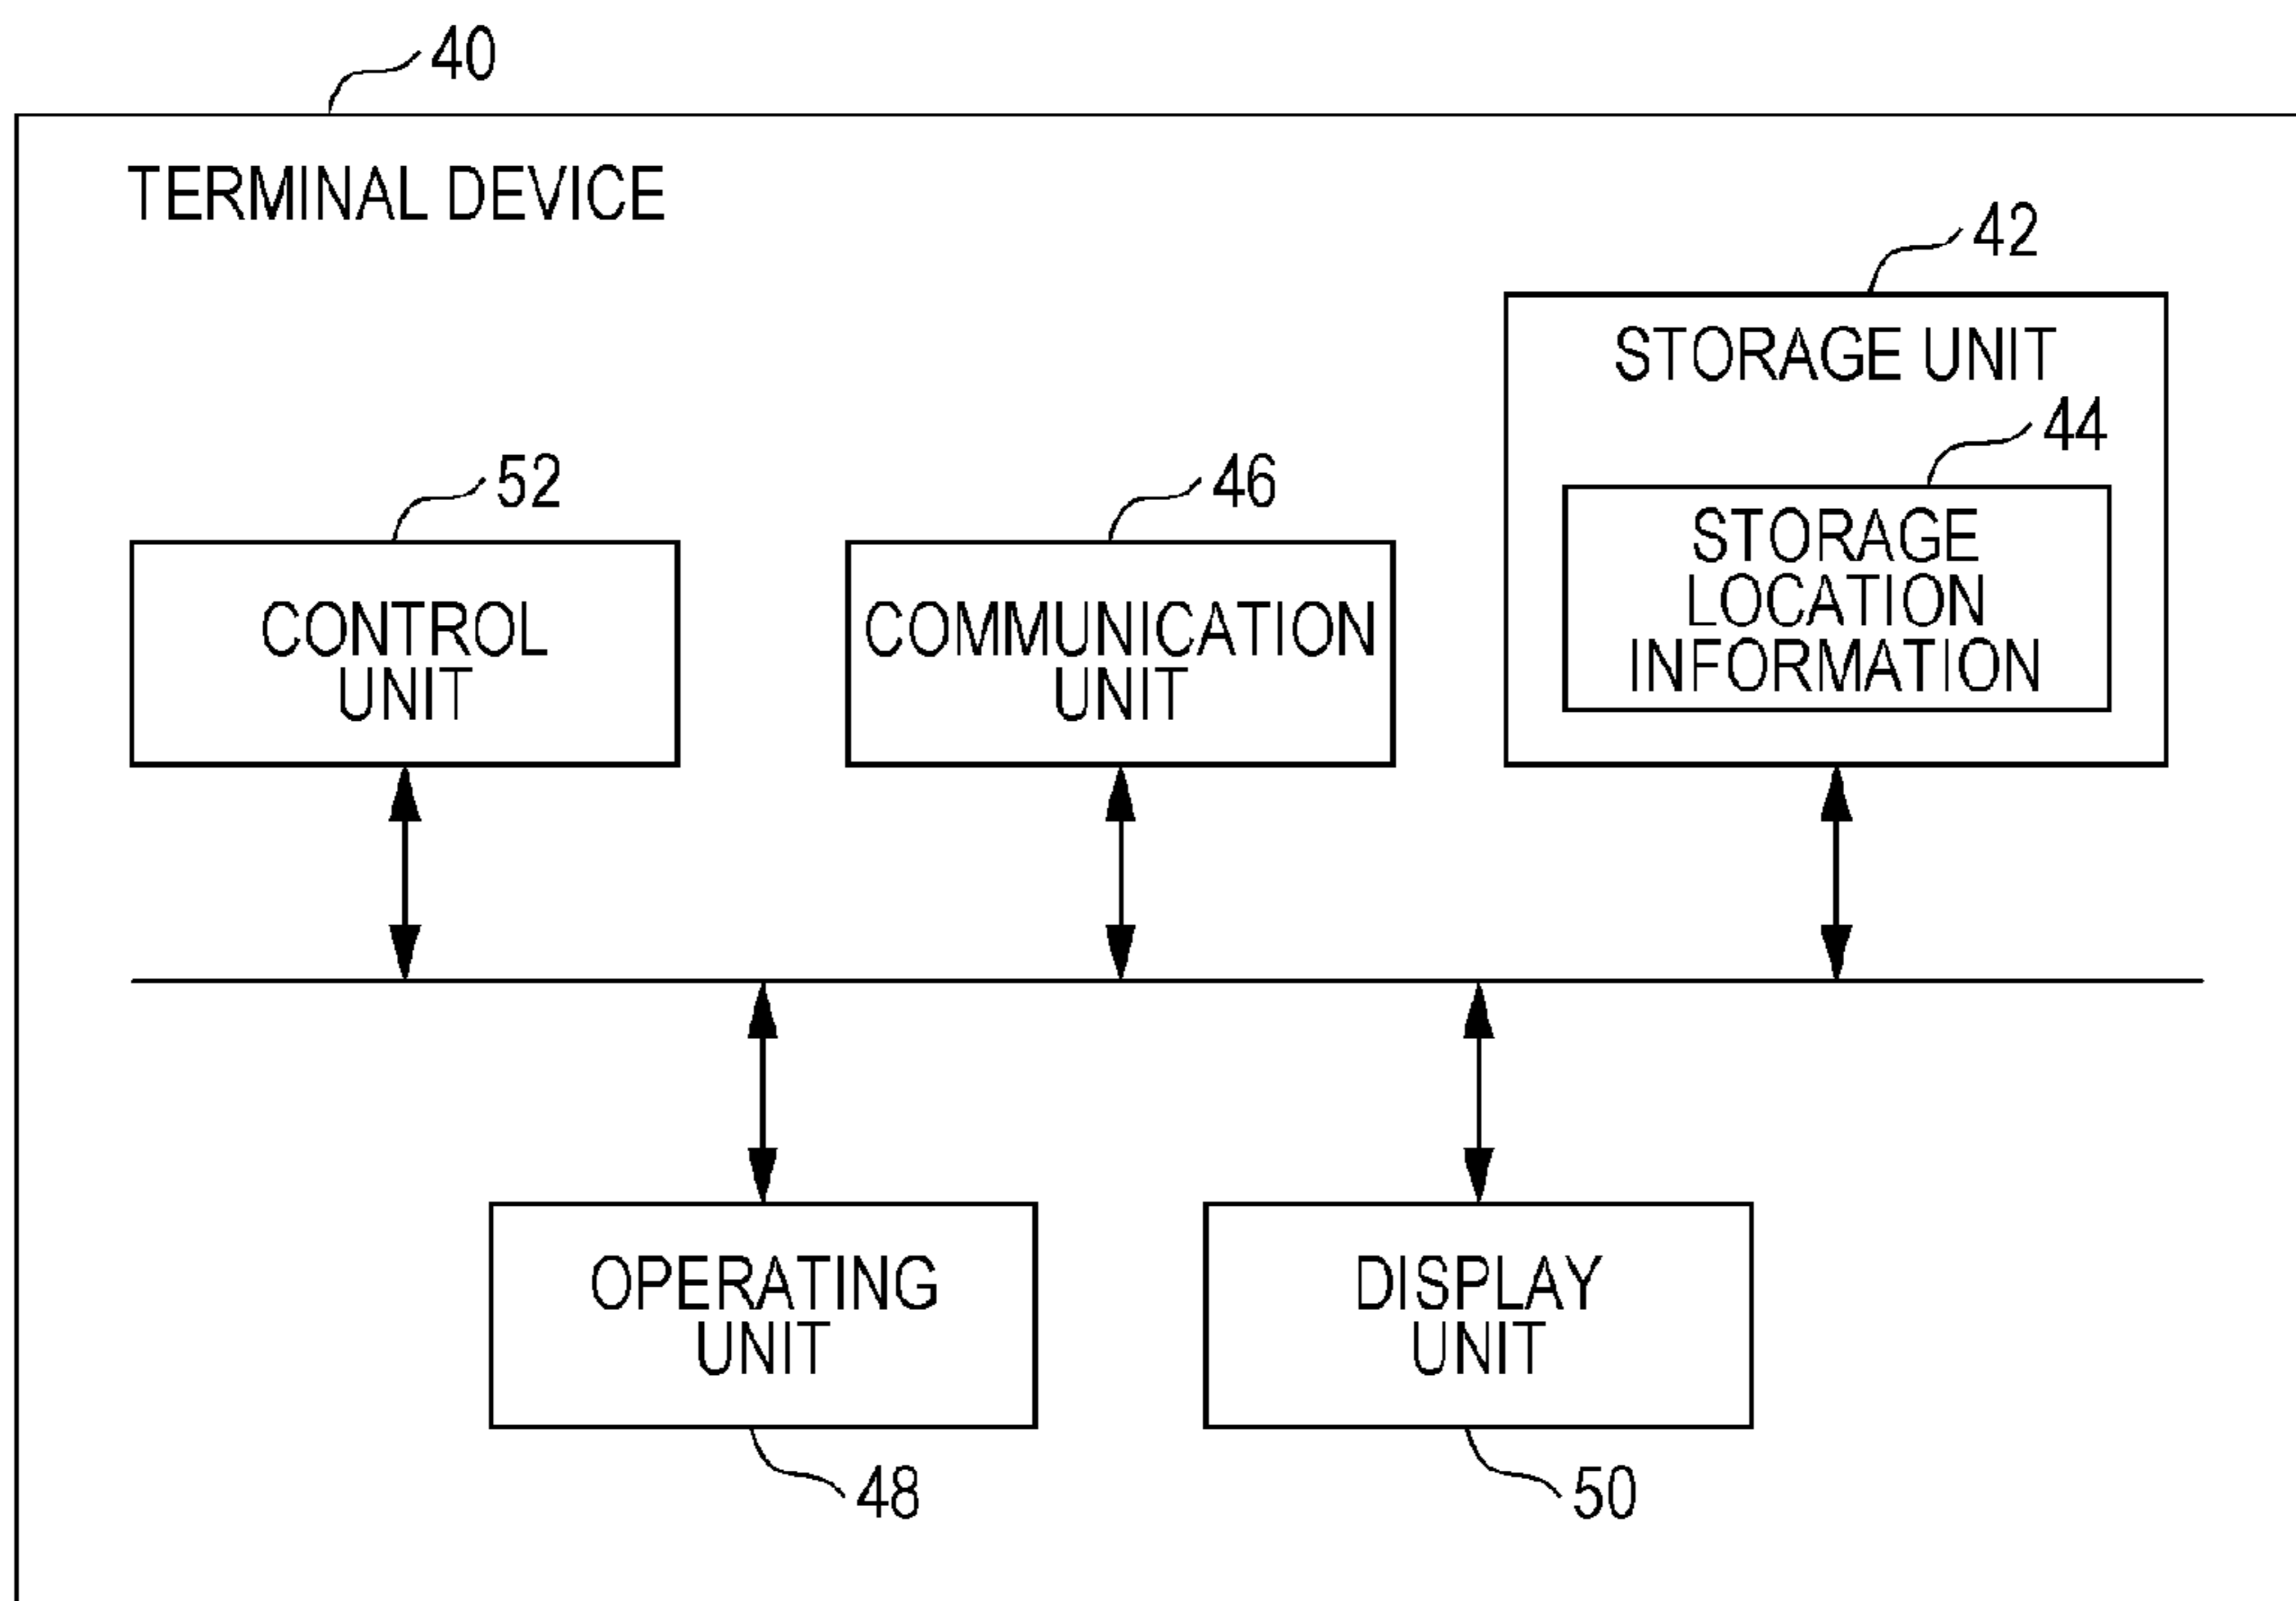 40
TERMINAL DEVICE
42
STORAGE UNIT
44
STORAGE
LOCATION
INFORMATION
52
CONTROL
UNIT
46
COMMUNICATION
UNIT
OPERATING
UNIT
48
DISPLAY
UNIT
50